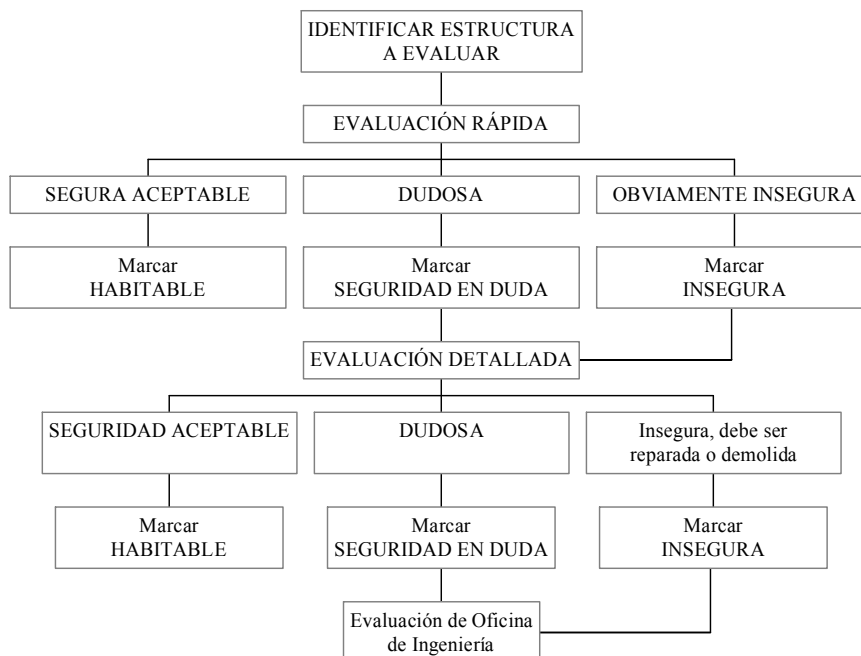 IDENTIFICAR ESTRUCTURA
A EVALUAR
EVALUACIÓN RÁPIDA
SEGURA ACEPTABLE
DUDOSA
OBVIAMENTE INSEGURA
Marcar
HABITABLE
Marcar
SEGURIDAD EN DUDA
Marcar
INSEGURA
EVALUACIÓN DETALLADA
SEGURIDAD ACEPTABLE
DUDOSA
Insegura, debe ser
reparada o demolida
Marcar
HABITABLE
Marcar
SEGURIDAD EN DUDA
Marcar
INSEGURA
Evaluación de Oficina
de Ingeniería